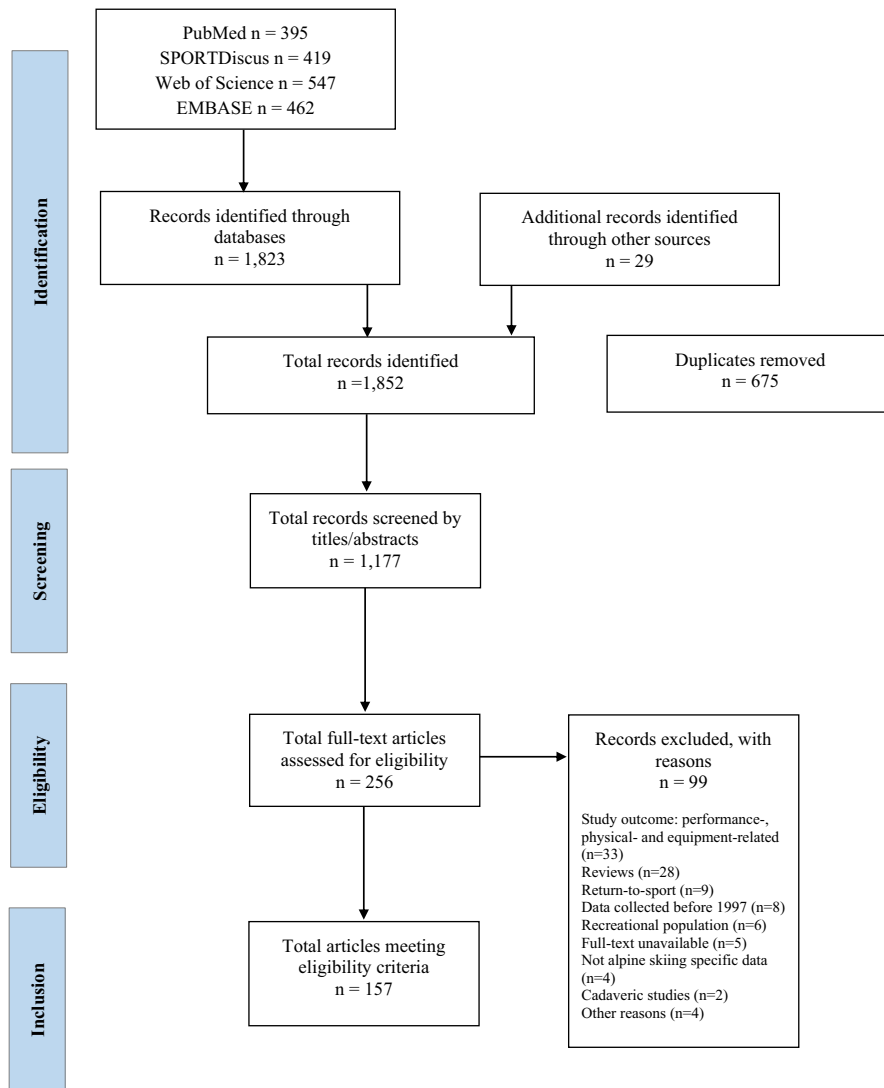 PubMed n = 395
SPORTDiscus n = 419
Web of Science n = 547
EMBASE n = 462
Identification
Records identified through
databases
n = 1,823
Additional records identified
through other sources
n = 29
Total records identified
n =1,852
Duplicates removed
n = 675
Screening
Total records screened by
titles/abstracts
n = 1,177
Eligibility
Total full-text articles
assessed for eligibility
n = 256
Records excluded, with
reasons
n = 99
Study outcome: performance-,
physical- and equipment-related
(n=33)
Reviews (n=28)
Return-to-sport (n=9)
Data collected before 1997 (n=8)
Recreational population (n=6)
Full-text unavailable (n=5)
Not alpine skiing specific data
(n=4)
Cadaveric studies (n=2)
Other reasons (n=4)
Inclusion
Total articles meeting
eligibility criteria
n = 157